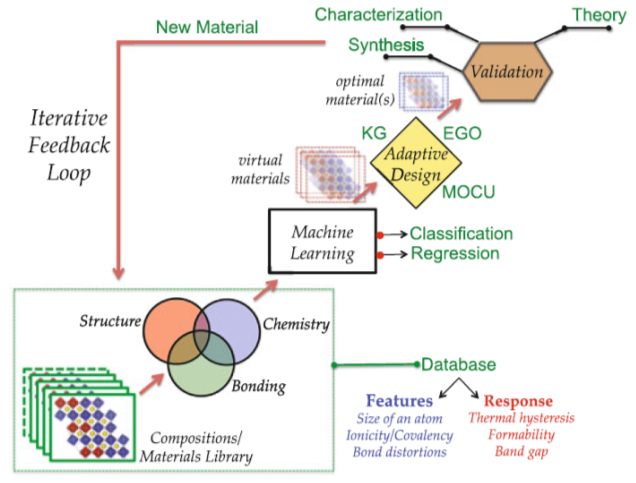 New Material
Characterization
Theory
Synthesis
Validation
optimal
material(s)
Iterative
Feedback
Loop
KG
EGO
Adaptive
Design
MOCU
virtual
materials
Machine
Learning
Classification
Regression
Structure
Chemistry
Bonding
Compositions/
Materials Library
Database
Features
Size of an atom
Ionicity/Covalency
Bond distortions
Response
Thermal hysteresis
Formability
Band gap